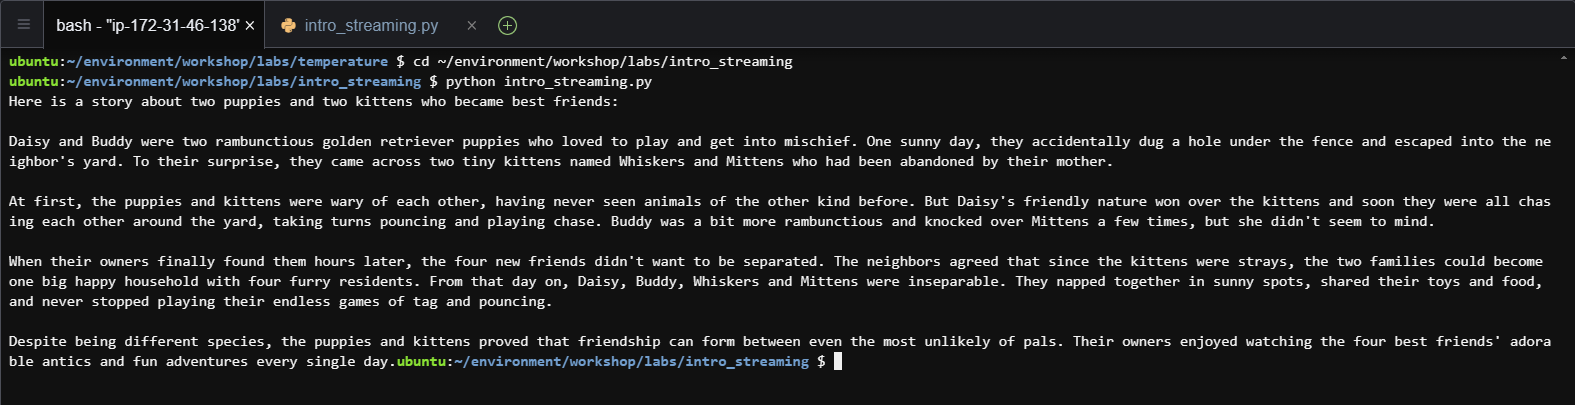 bash - "ip-172-31-46-138" × intro_streaming.py ×
ubuntu:~/environment/workshop/labs/temperature $ cd ~/environment/workshop/labs/intro_streaming
ubuntu:~/environment/workshop/labs/intro_streaming $ python intro_streaming.py
Here is a story about two puppies and two kittens who became best friends:
Daisy and Buddy were two rambunctious golden retriever puppies who loved to play and get into mischief. One sunny day, they accidentally dug a hole under the fence and escaped into the ne
ighbor's yard. To their surprise, they came across two tiny kittens named Whiskers and Mittens who had been abandoned by their mother.
At first, the puppies and kittens were wary of each other, having never seen animals of the other kind before. But Daisy's friendly nature won over the kittens and soon they were all chas
ing each other around the yard, taking turns pouncing and playing chase. Buddy was a bit more rambunctious and knocked over Mittens a few times, but she didn't seem to mind.
When their owners finally found them hours later, the four new friends didn't want to be separated. The neighbors agreed that since the kittens were strays, the two families could become
one big happy household with four furry residents. From that day on, Daisy, Buddy, Whiskers and Mittens were inseparable. They napped together in sunny spots, shared their toys and food,
and never stopped playing their endless games of tag and pouncing.
Despite being different species, the puppies and kittens proved that friendship can form between even the most unlikely of pals. Their owners enjoyed watching the four best friends' adora
ble antics and fun adventures every single day.ubuntu:~/environment/workshop/labs/intro_streaming $